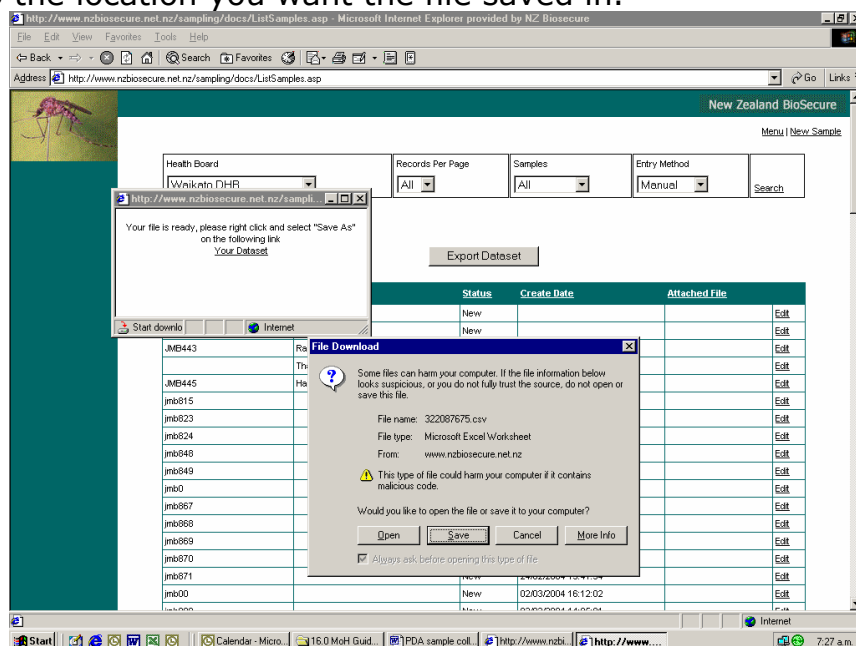 the location you want the file saved in.
http://www.nzbiosecure.net.nz/sampling/docs/ListSamples.asp - Microsoft Internet Explorer provided by NZ Biosecure
File Edit View Favorites Tools Help
Back Search Favorites
Address http://www.nzbiosecure.net.nz/sampling/docs/ListSamples.asp Go Links
New Zealand BioSecure
Menu | New Sample
Health Board Records Per Page Samples Entry Method
Waikato DHB All All Manual Search
http://www.nzbiosecure.net.nz/sampli...
Your file is ready, please right click and select "Save As"
on the following link
Your Dataset
Export Dataset
Status Create Date Attached File
New Edit
Start downlo Internet
New Edit
JMB443 Ra Edit
Edit
JMB445 Ha Edit
jmb815 Edit
jmb823 Edit
jmb824 Edit
jmb848 Edit
jmb849 Edit
jmb0 Edit
jmb867 Edit
jmb868 Edit
jmb869 Edit
jmb870 Edit
jmb871 Edit
jmb00 New 02/03/2004 16:12:02 Edit
File Download
Some files can harm your computer. If the file information below
looks suspicious, or you do not fully trust the source, do not open or
save this file.
File name: 322087675.csv
File type: Microsoft Excel Worksheet
From: www.nzbiosecure.net.nz
This type of file could harm your computer if it contains
malicious code.
Would you like to open the file or save it to your computer?
Open Save Cancel More Info
Always ask before opening this type of file
Internet
Start Calendar - Micro... 16.0 MoH Guid... PDA sample coll... http://www.nzbi... http://www.... 7:27 a.m.